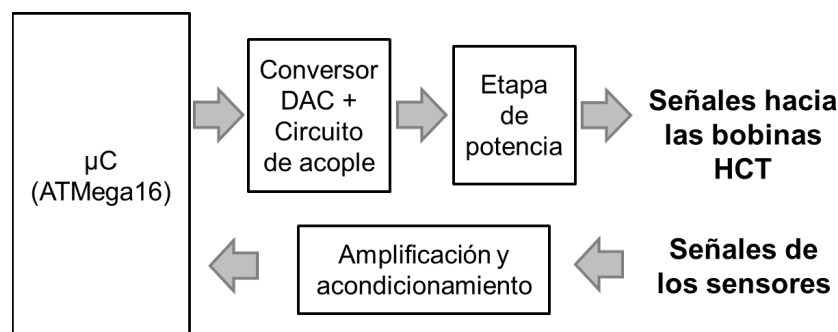 µC
(ATMega16)
Conversor
DAC +
Circuito
de acople
Etapa
de
potencia
Señales hacia
las bobinas
HCT
Amplificación y
acondicionamiento
Señales de
los sensores